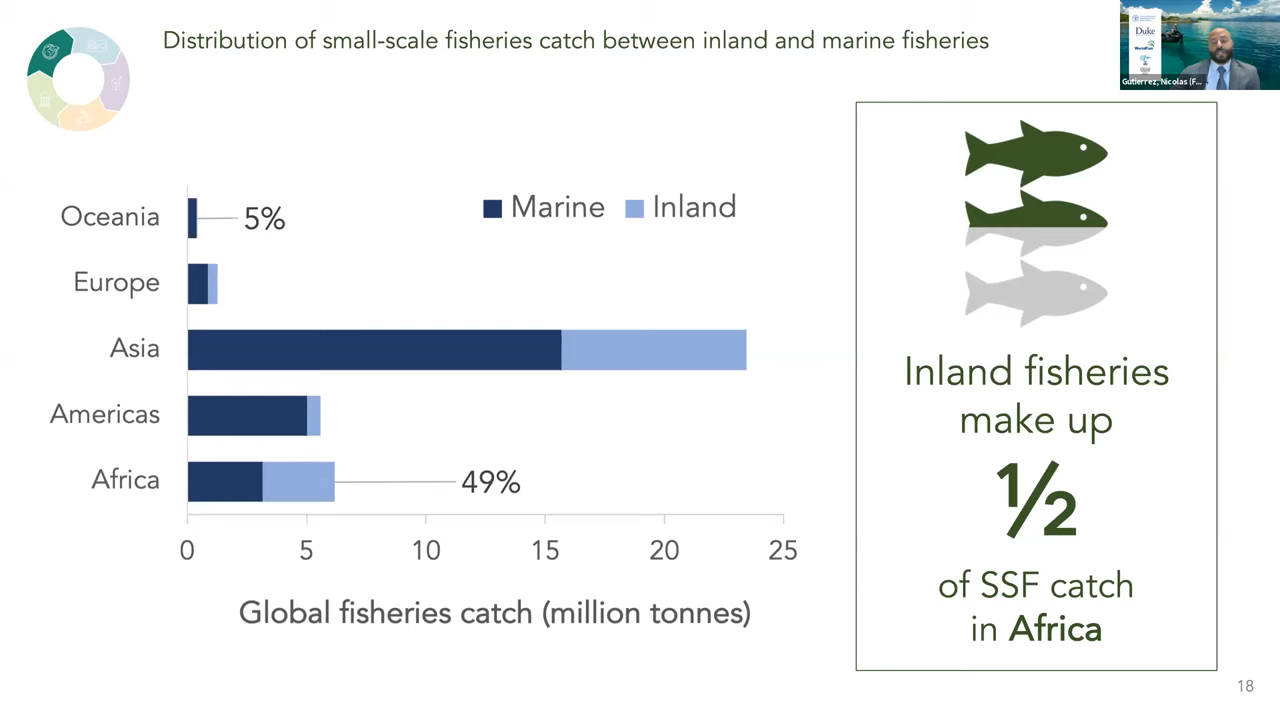 Distribution of small-scale fisheries catch between inland and marine fisheries
Duke
WorldFish
Gutierrez, Nicolas (F...
Marine
Inland
Oceania
5%
Europe
Asia
Americas
Africa
49%
0
5
10
15
20
25
Global fisheries catch (million tonnes)
Inland fisheries
make up
½
of SSF catch
in Africa
18